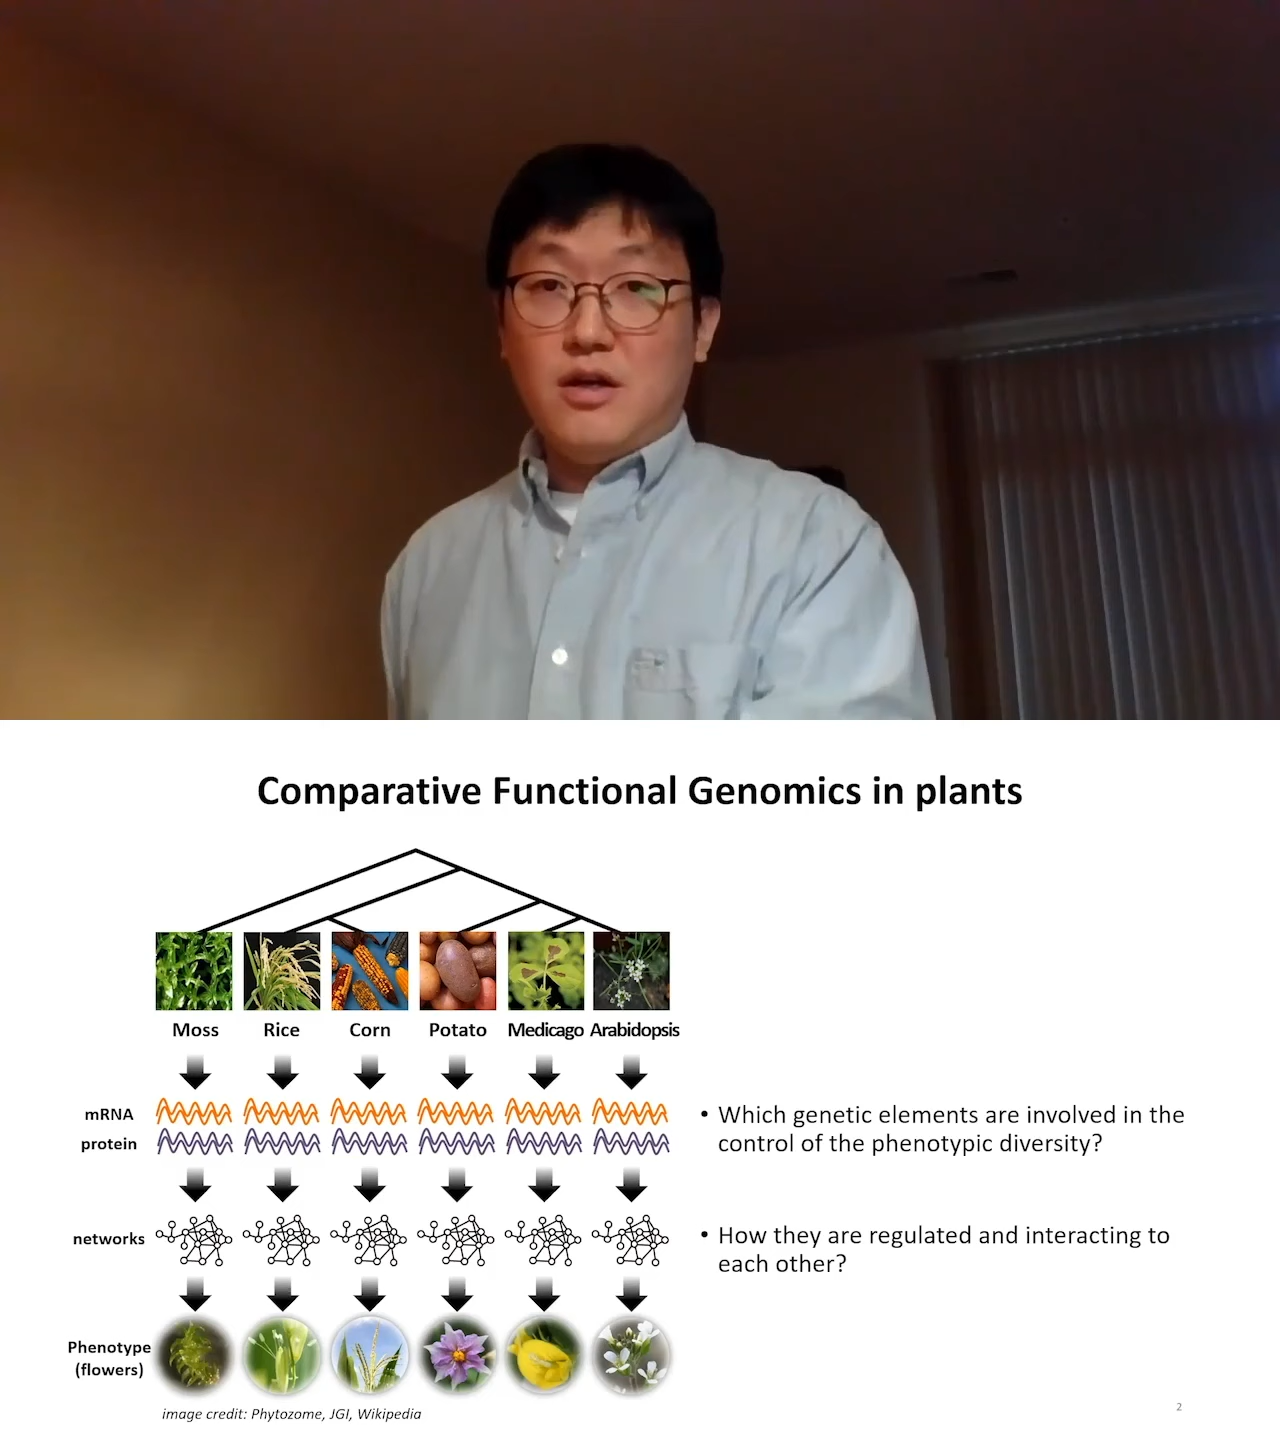 Comparative Functional Genomics in plants
Moss Rice Corn Potato Medicago Arabidopsis
mRNA
protein
networks
Phenotype
(flowers)
• Which genetic elements are involved in the
control of the phenotypic diversity?
• How they are regulated and interacting to
each other?
image credit: Phytozome, JGI, Wikipedia
2